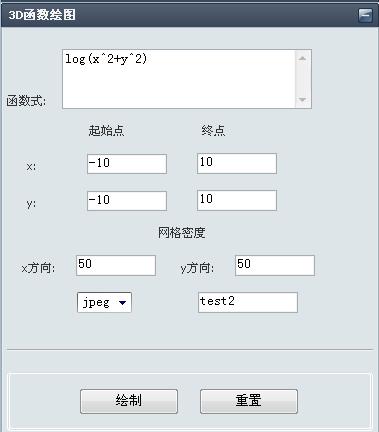 3D函数绘图
log(x^2+y^2)
函数式:
起始点 终点
x: -10 10
y: -10 10
网格密度
x方向: 50 y方向: 50
jpeg test2
绘制 重置